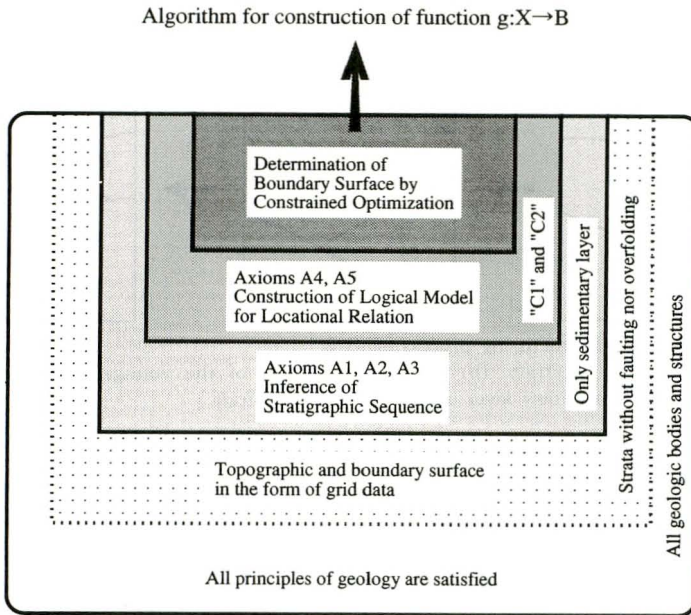 Algorithm for construction of function g:X→B
Determination of
Boundary Surface by
Constrained Optimization
Axioms A4, A5
Construction of Logical Model
for Locational Relation
Axioms A1, A2, A3
Inference of
Stratigraphic Sequence
Topographic and boundary surface
in the form of grid data
All principles of geology are satisfied
"C1" and "C2"
Only sedimentary layer
Strata without faulting nor overfolding
All geologic bodies and structures